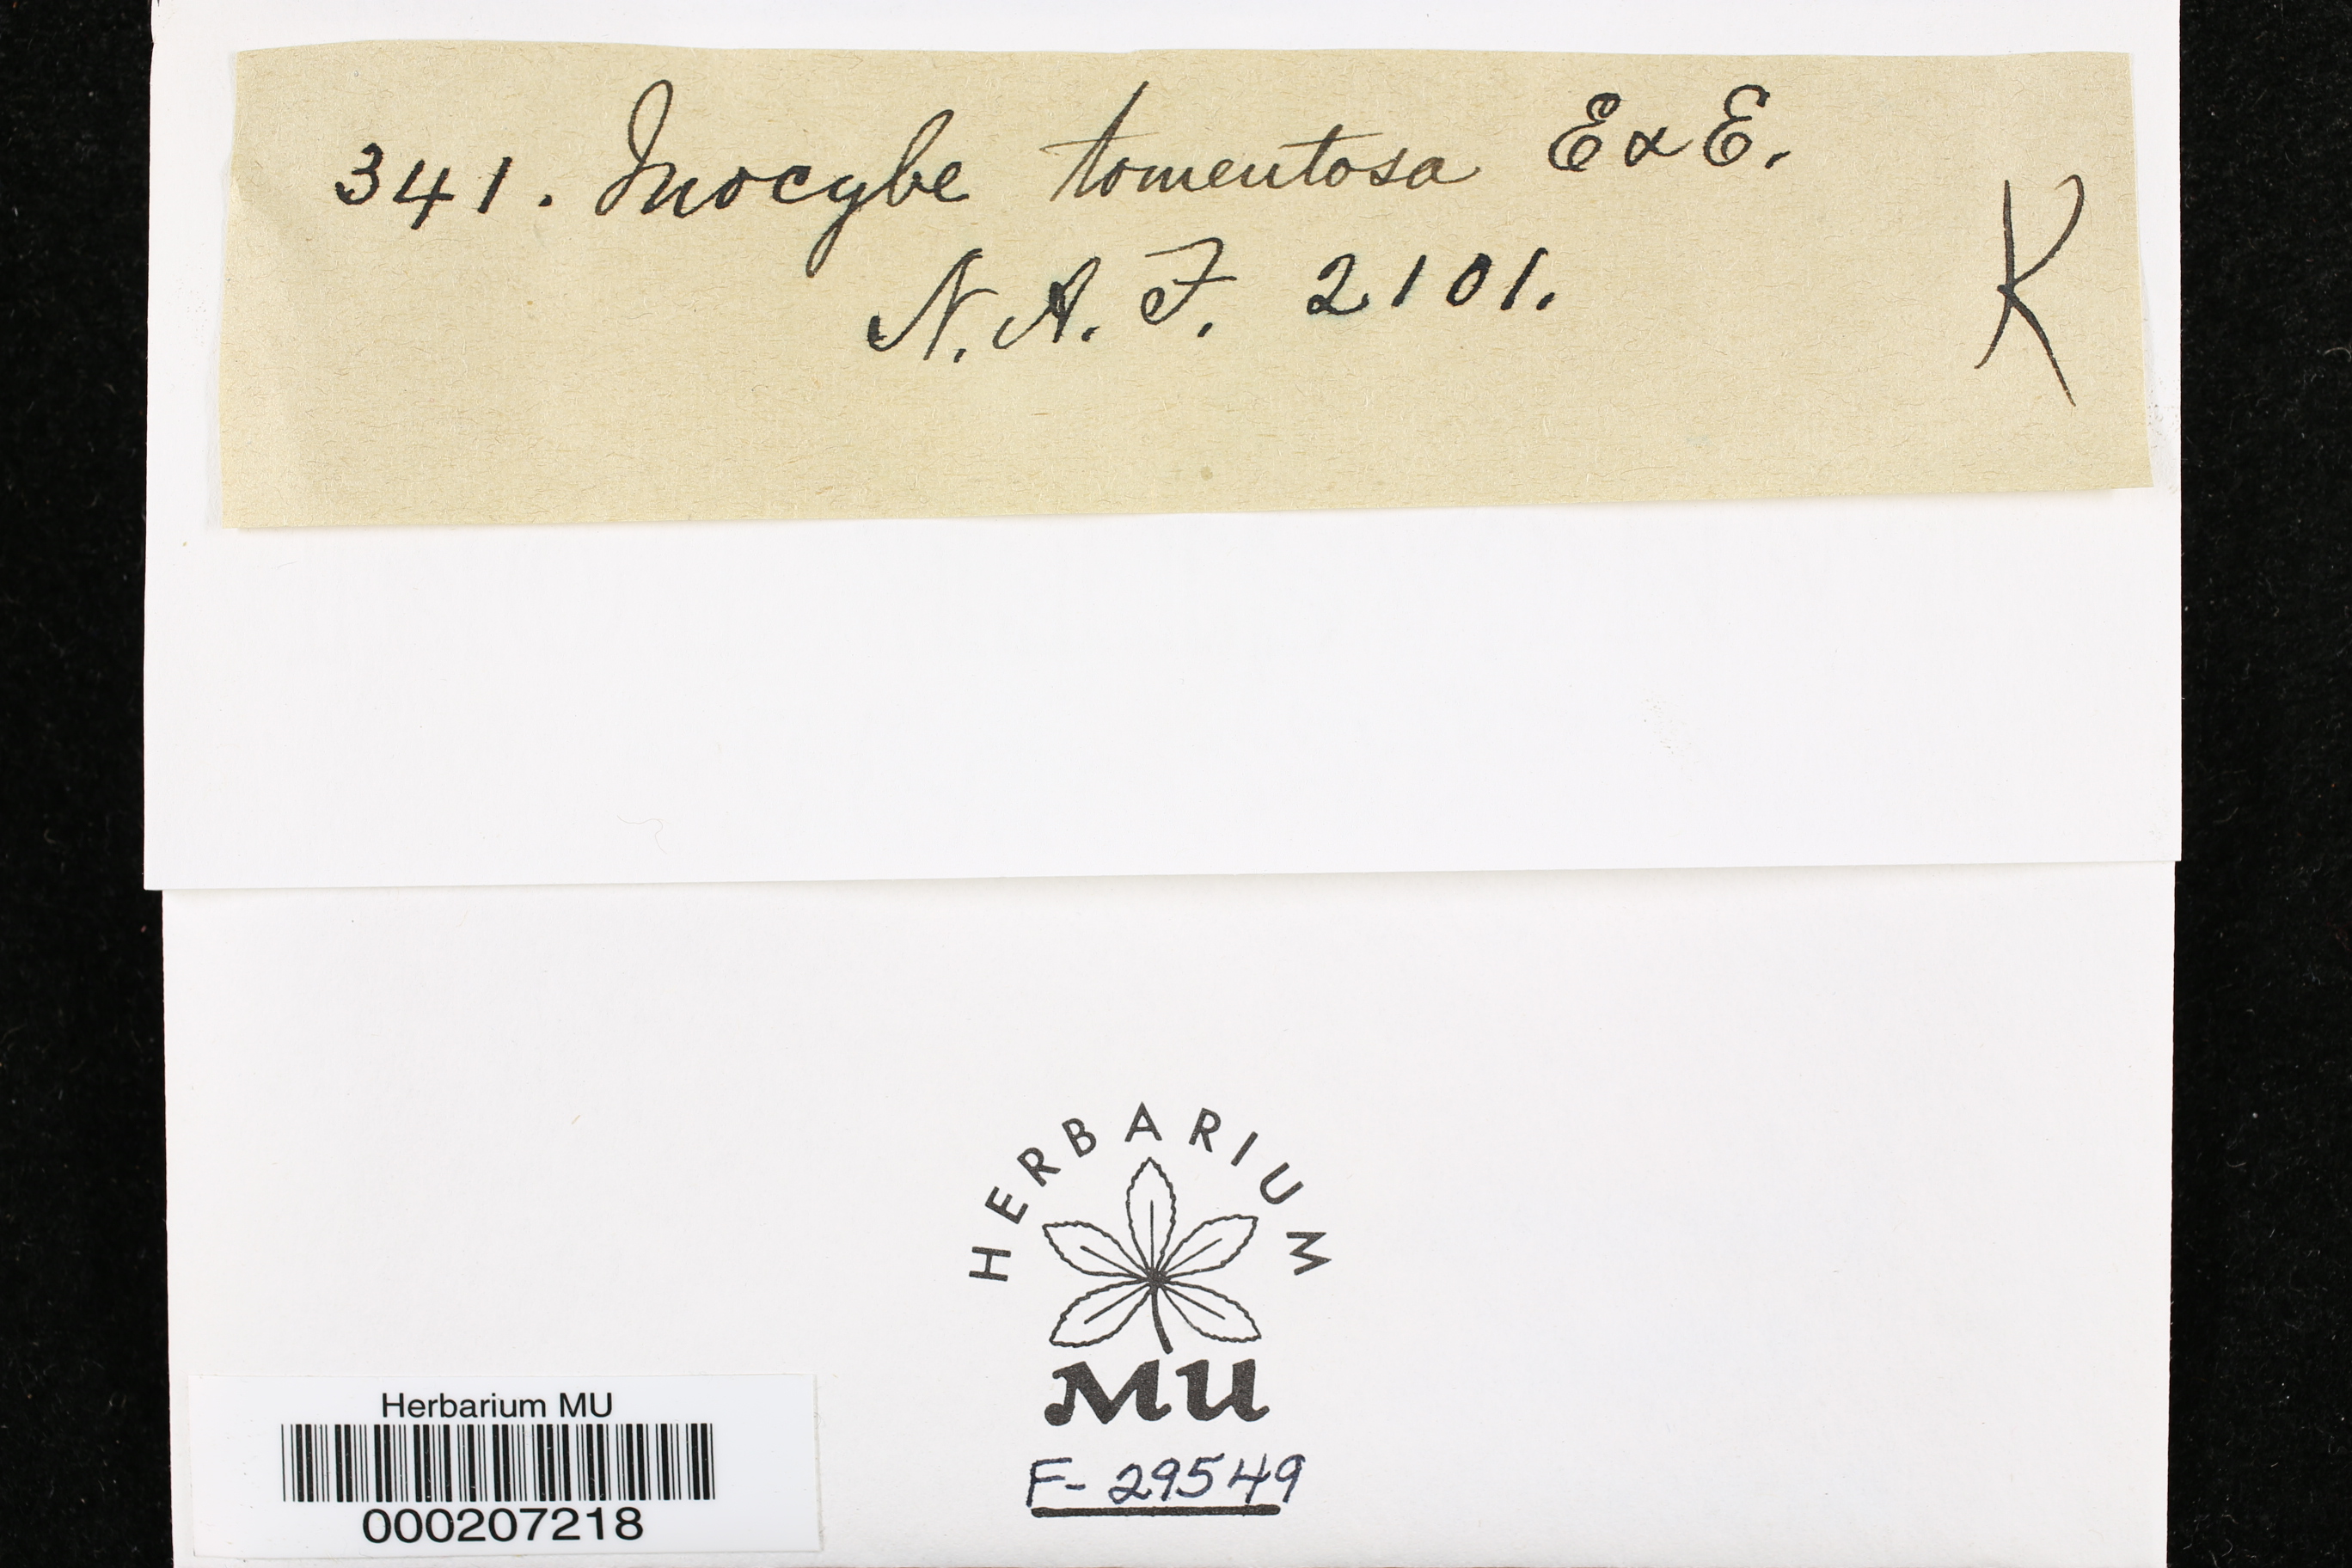 341. Inocybe tomentosa E & E.
N. A. F. 2101.
K
HERBARIUM
MU
F-29549
Herbarium MU
000207218